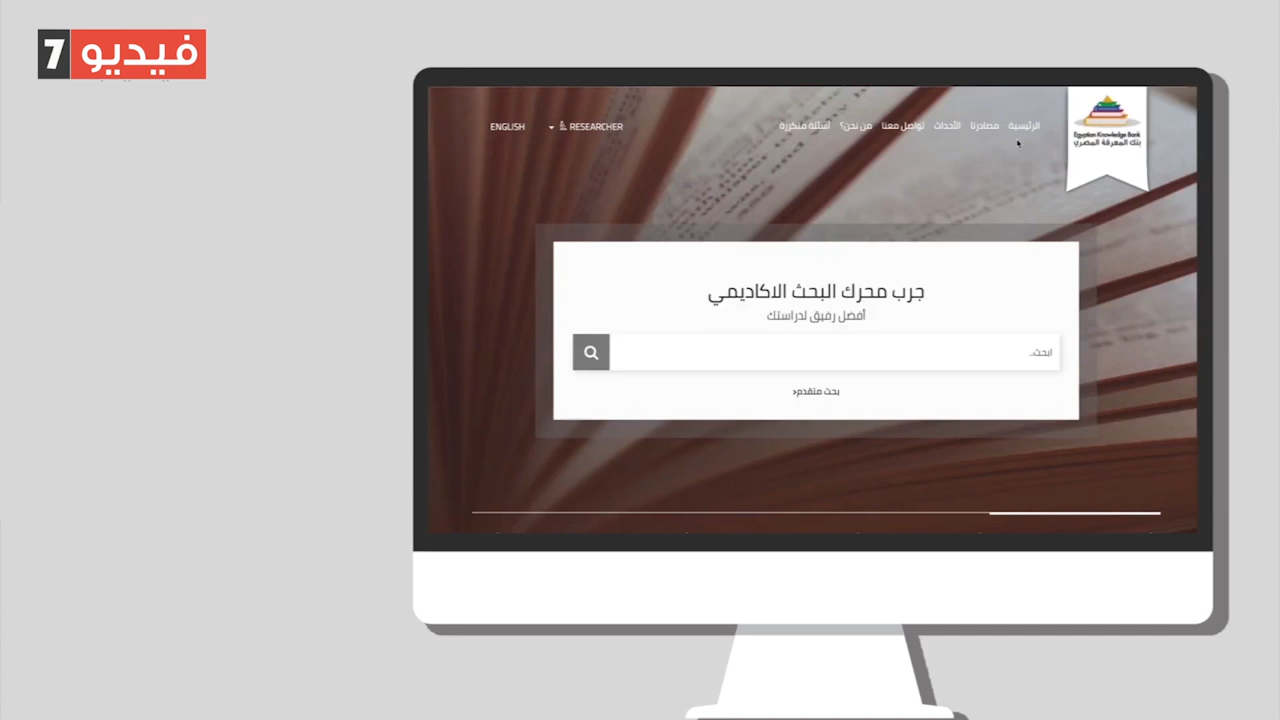 فيديو 7
Egyptian Knowledge Bank
بنك المعرفة المصري
الرئيسية مصادرنا الأحداث تواصل معنا من نحن؟ أسئلة متكررة
RESEARCHER
ENGLISH
جرب محرك البحث الاكاديمي
أفضل رفيق لدراستك
ابحث..
بحث متقدم>